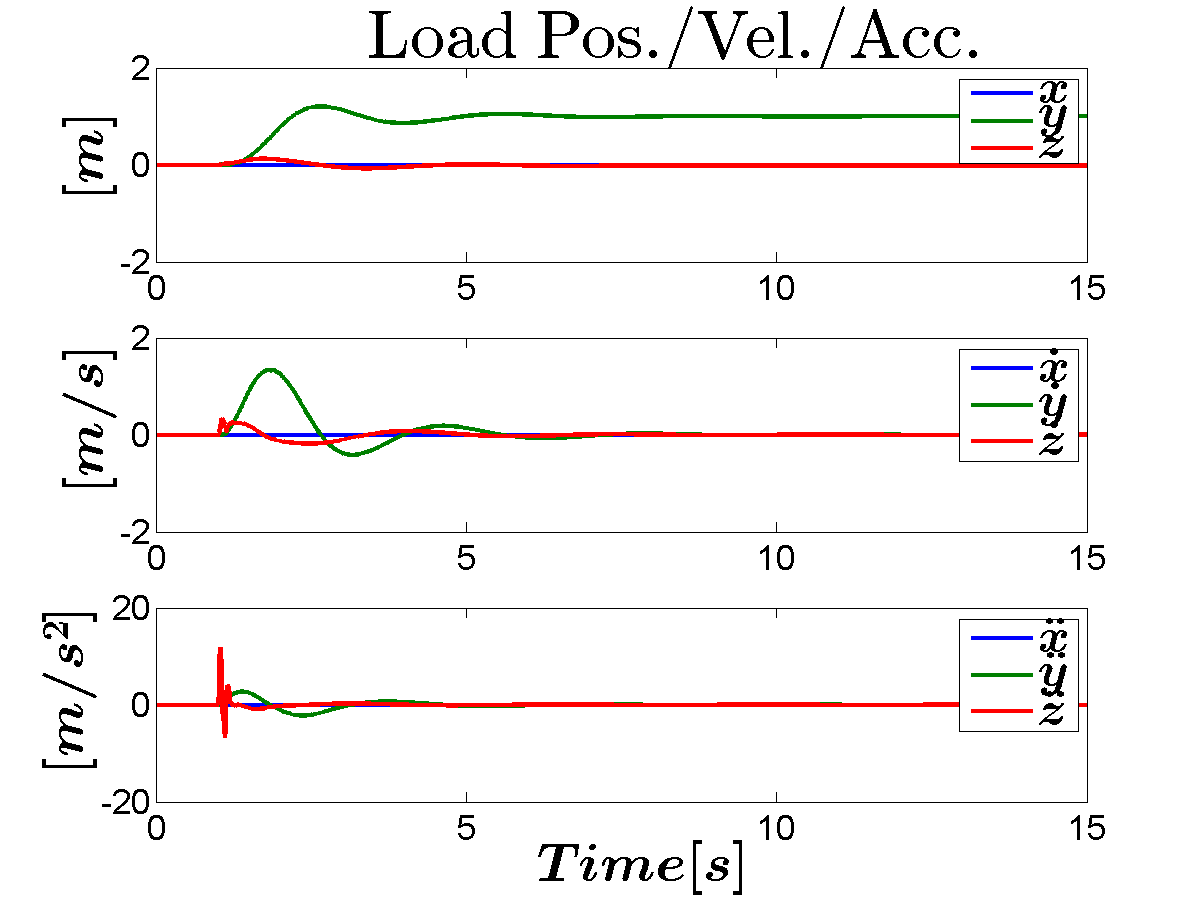 Load Pos./Vel./Acc.
2
0
-2
[m]
x
y
z
0 5 10 15
2
0
-2
[m/s]
ẋ
ẏ
ż
0 5 10 15
20
0
-20
[m/s²]
ẍ
ÿ
z̈
0 5 10 15
Time[s]